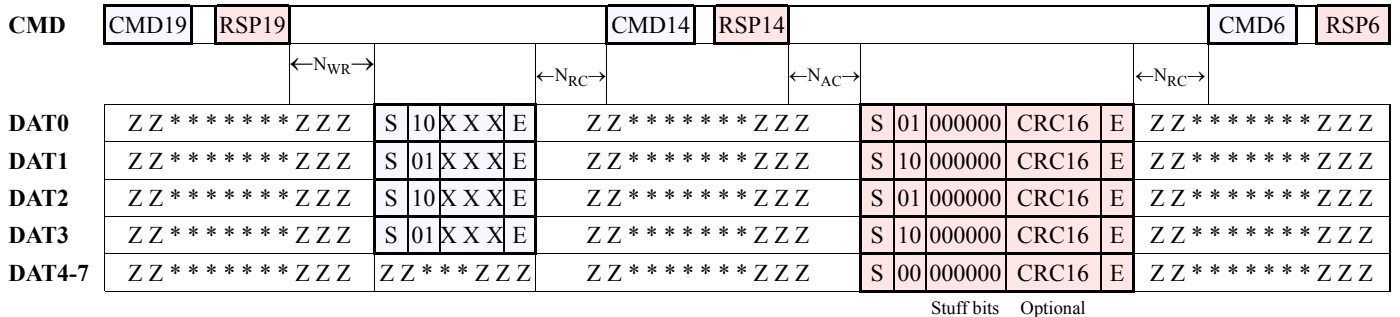 CMD CMD19 RSP19 CMD14 RSP14 CMD6 RSP6
←NWR→ ←NRC→ ←NAC→ ←NRC→
DAT0 Z Z * * * * * * * Z Z Z S 10 X X X E Z Z * * * * * * * Z Z Z S 01 000000 CRC16 E Z Z * * * * * * * Z Z Z
DAT1 Z Z * * * * * * * Z Z Z S 01 X X X E Z Z * * * * * * * Z Z Z S 10 000000 CRC16 E Z Z * * * * * * * Z Z Z
DAT2 Z Z * * * * * * * Z Z Z S 10 X X X E Z Z * * * * * * * Z Z Z S 01 000000 CRC16 E Z Z * * * * * * * Z Z Z
DAT3 Z Z * * * * * * * Z Z Z S 01 X X X E Z Z * * * * * * * Z Z Z S 10 000000 CRC16 E Z Z * * * * * * * Z Z Z
DAT4-7 Z Z * * * * * * * Z Z Z Z Z * * * Z Z Z Z Z * * * * * * * Z Z Z S 00 000000 CRC16 E Z Z * * * * * * * Z Z Z
Stuff bits Optional